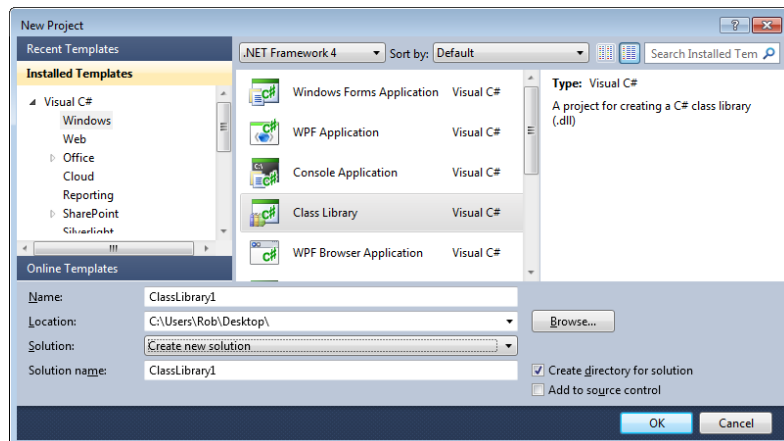 New Project
Recent Templates
.NET Framework 4 Sort by: Default Search Installed Tem
Installed Templates
Visual C#
Windows
Web
Office
Cloud
Reporting
SharePoint
Silverlight
Online Templates
Windows Forms Application Visual C#
WPF Application Visual C#
Console Application Visual C#
Class Library Visual C#
WPF Browser Application Visual C#
Type: Visual C#
A project for creating a C# class library
(.dll)
Name: ClassLibrary1
Location: C:\Users\Rob\Desktop\ Browse...
Solution: Create new solution
Solution name: ClassLibrary1
Create directory for solution
Add to source control
OK Cancel